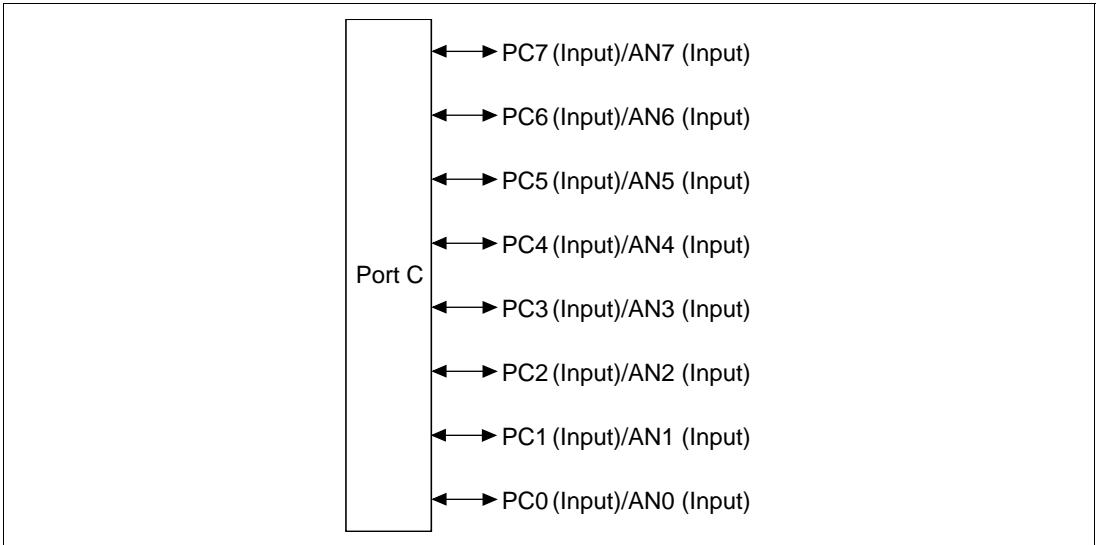 PC7 (Input)/AN7 (Input)
PC6 (Input)/AN6 (Input)
PC5 (Input)/AN5 (Input)
PC4 (Input)/AN4 (Input)
Port C
PC3 (Input)/AN3 (Input)
PC2 (Input)/AN2 (Input)
PC1 (Input)/AN1 (Input)
PC0 (Input)/AN0 (Input)